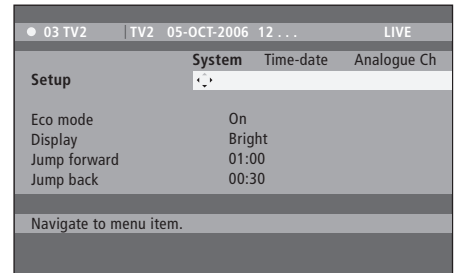 03 TV2 TV2 05-OCT-2006 12 . . . LIVE
System Time-date Analogue Ch
Setup
Eco mode On
Display Bright
Jump forward 01:00
Jump back 00:30
Navigate to menu item.